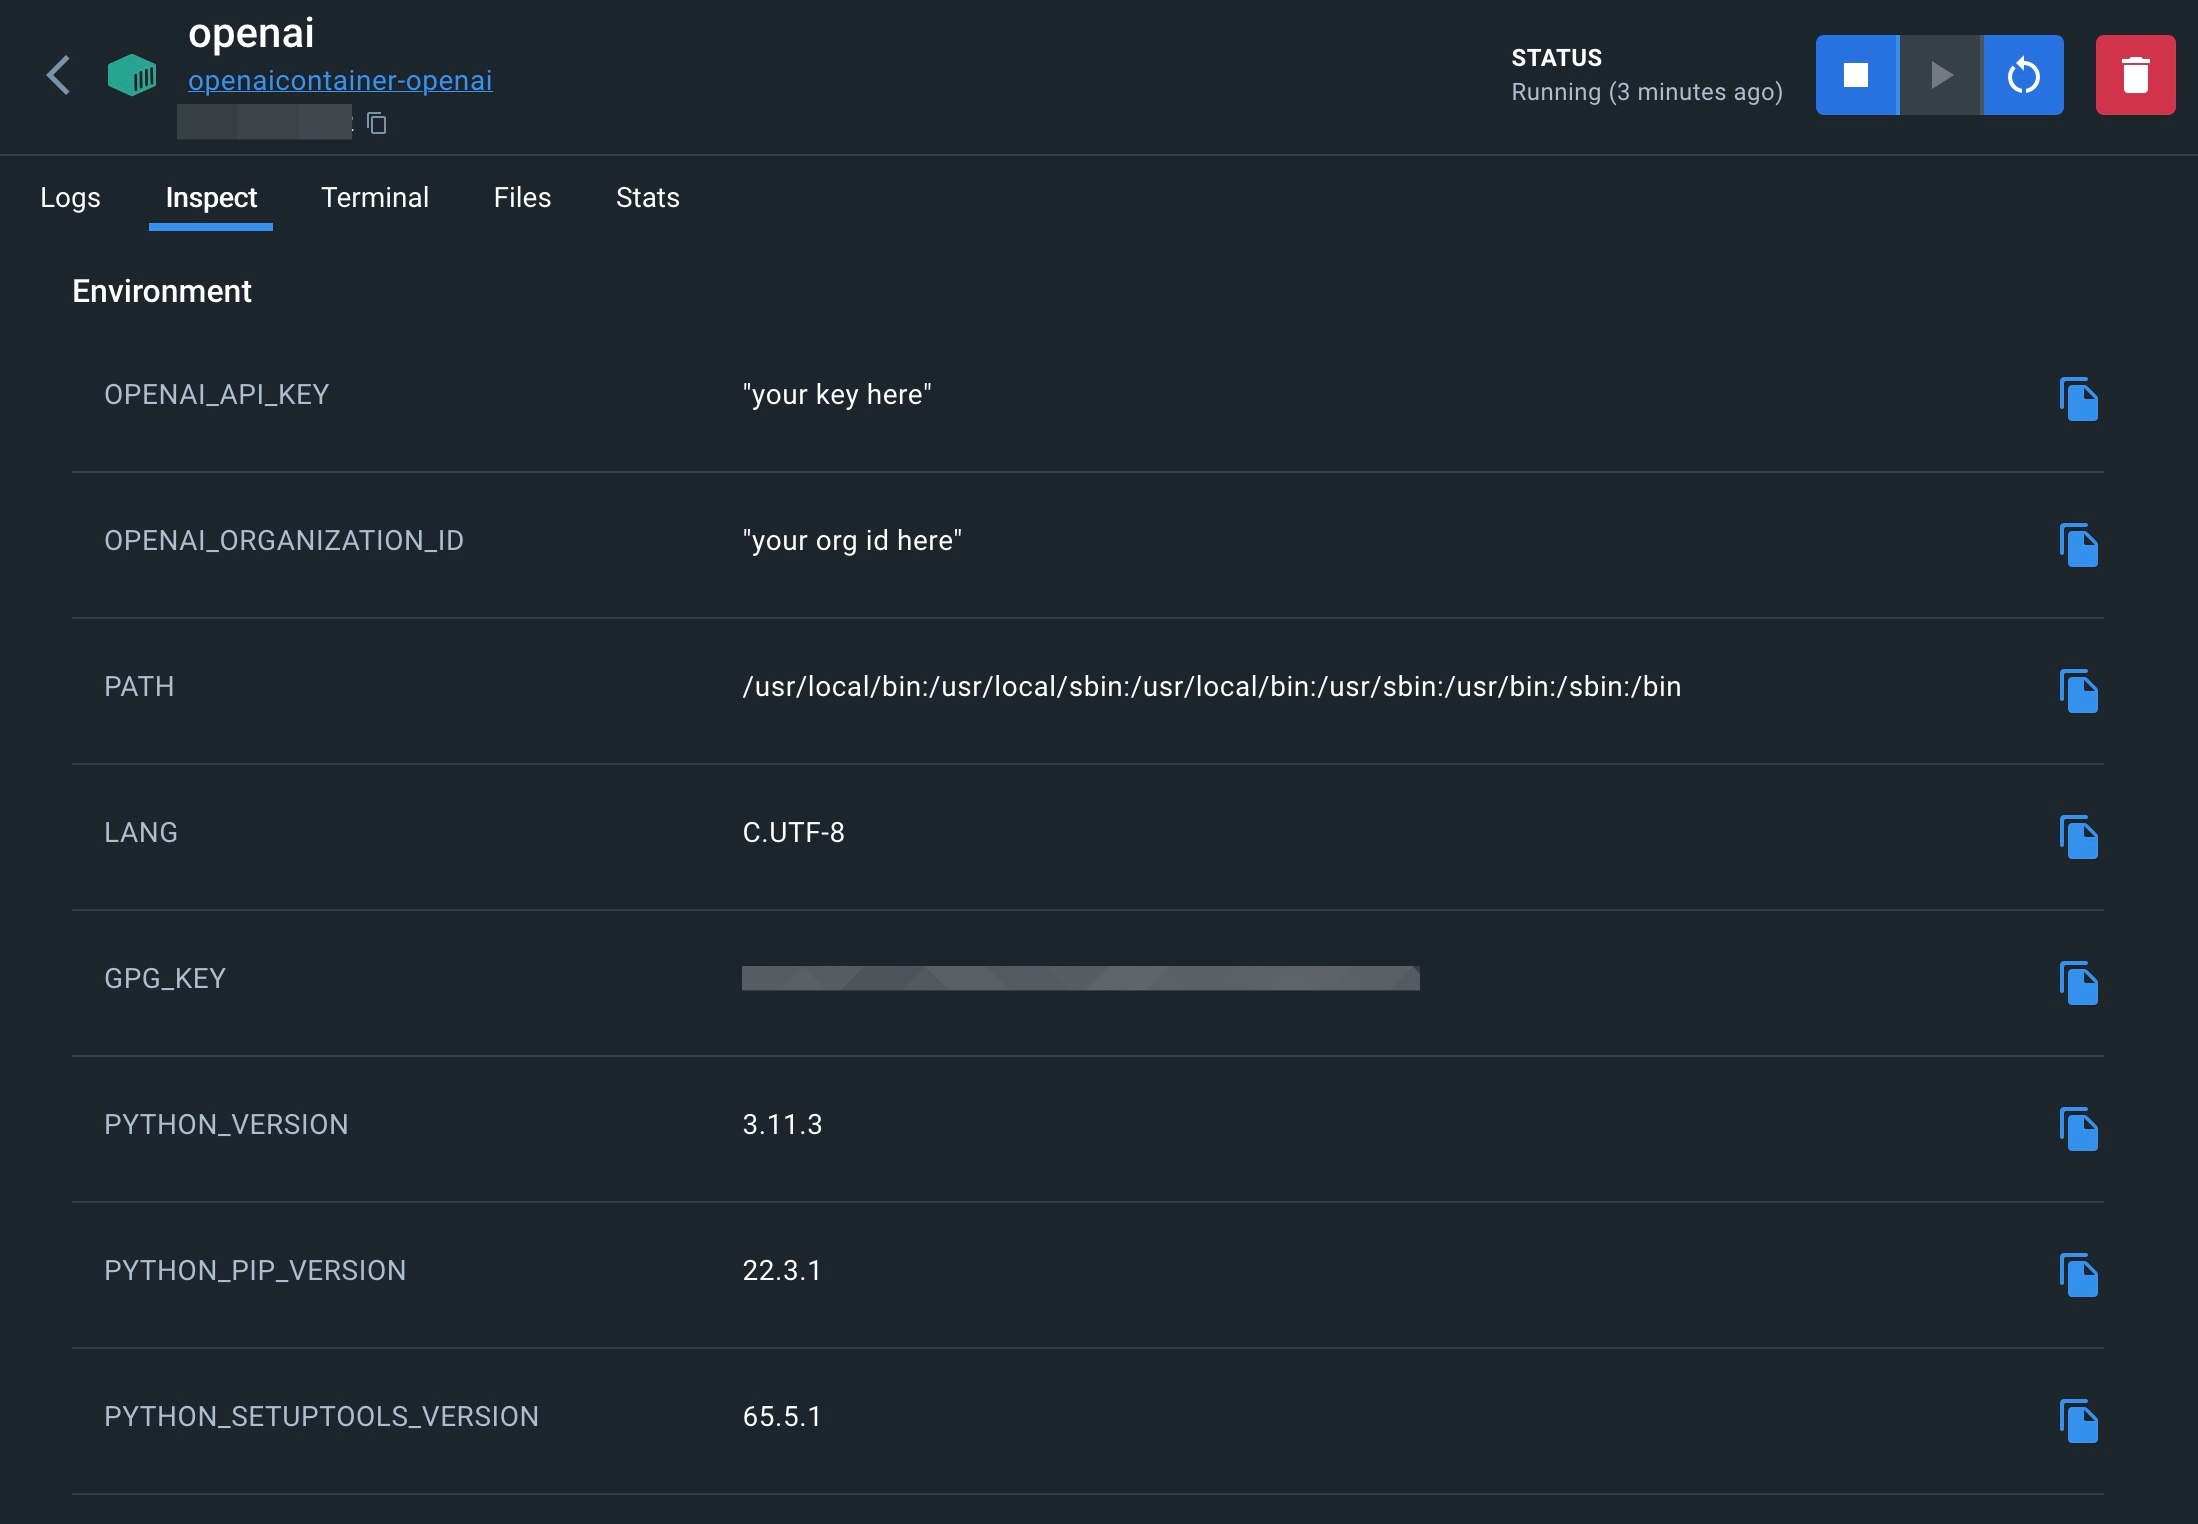 openai
openaicontainer-openai
STATUS
Running (3 minutes ago)
Logs Inspect Terminal Files Stats
Environment
OPENAI_API_KEY "your key here"
OPENAI_ORGANIZATION_ID "your org id here"
PATH /usr/local/bin:/usr/local/sbin:/usr/local/bin:/usr/sbin:/usr/bin:/sbin:/bin
LANG C.UTF-8
GPG_KEY
PYTHON_VERSION 3.11.3
PYTHON_PIP_VERSION 22.3.1
PYTHON_SETUPTOOLS_VERSION 65.5.1